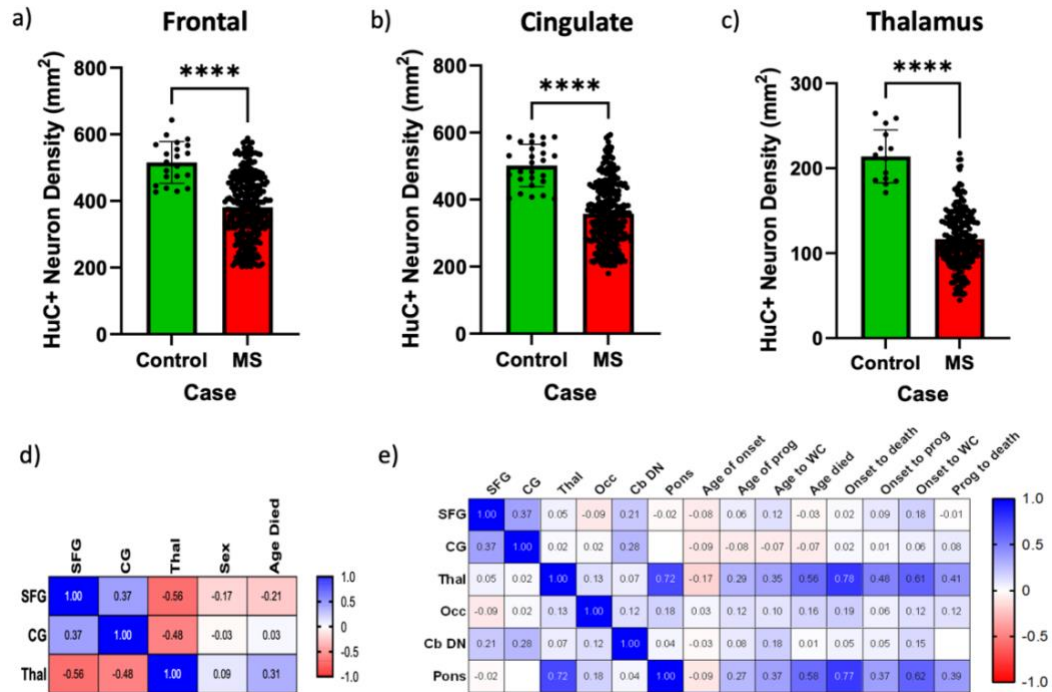 a) Frontal
HuC+ Neuron Density (mm²)
800
600
400
200
0
****
Control MS
Case
b) Cingulate
HuC+ Neuron Density (mm²)
800
600
400
200
0
****
Control MS
Case
c) Thalamus
HuC+ Neuron Density (mm²)
300
200
100
0
****
Control MS
Case
d)
SFG CG Thal Sex Age Died
SFG 1.00 0.37 -0.56 -0.17 -0.21
CG 0.37 1.00 -0.48 -0.03 0.03
Thal -0.56 -0.48 1.00 0.09 0.31
1.0
0.5
0
-0.5
-1.0
e)
SFG CG Thal Occ Cb DN Pons Age of onset Age of prog Age to WC Age died Onset to death Onset to prog Onset to WC Prog to death
SFG 1.00 0.37 0.05 -0.09 0.21 -0.02 -0.08 0.06 0.12 -0.03 0.02 0.09 0.18 -0.01
CG 0.37 1.00 0.02 0.02 0.28 -0.09 -0.08 -0.07 -0.07 0.02 0.01 0.06 0.08
Thal 0.05 0.02 1.00 0.13 0.07 0.72 -0.17 0.29 0.35 0.56 0.78 0.48 0.61 0.41
Occ -0.09 0.02 0.13 1.00 0.12 0.18 0.03 0.12 0.10 0.16 0.19 0.06 0.12 0.12
Cb DN 0.21 0.28 0.07 0.12 1.00 0.04 -0.03 0.08 0.18 0.01 0.05 0.05 0.15
Pons -0.02 0.72 0.18 0.04 1.00 -0.09 0.27 0.37 0.58 0.77 0.37 0.62 0.39
1.0
0.5
0
-0.5
-1.0